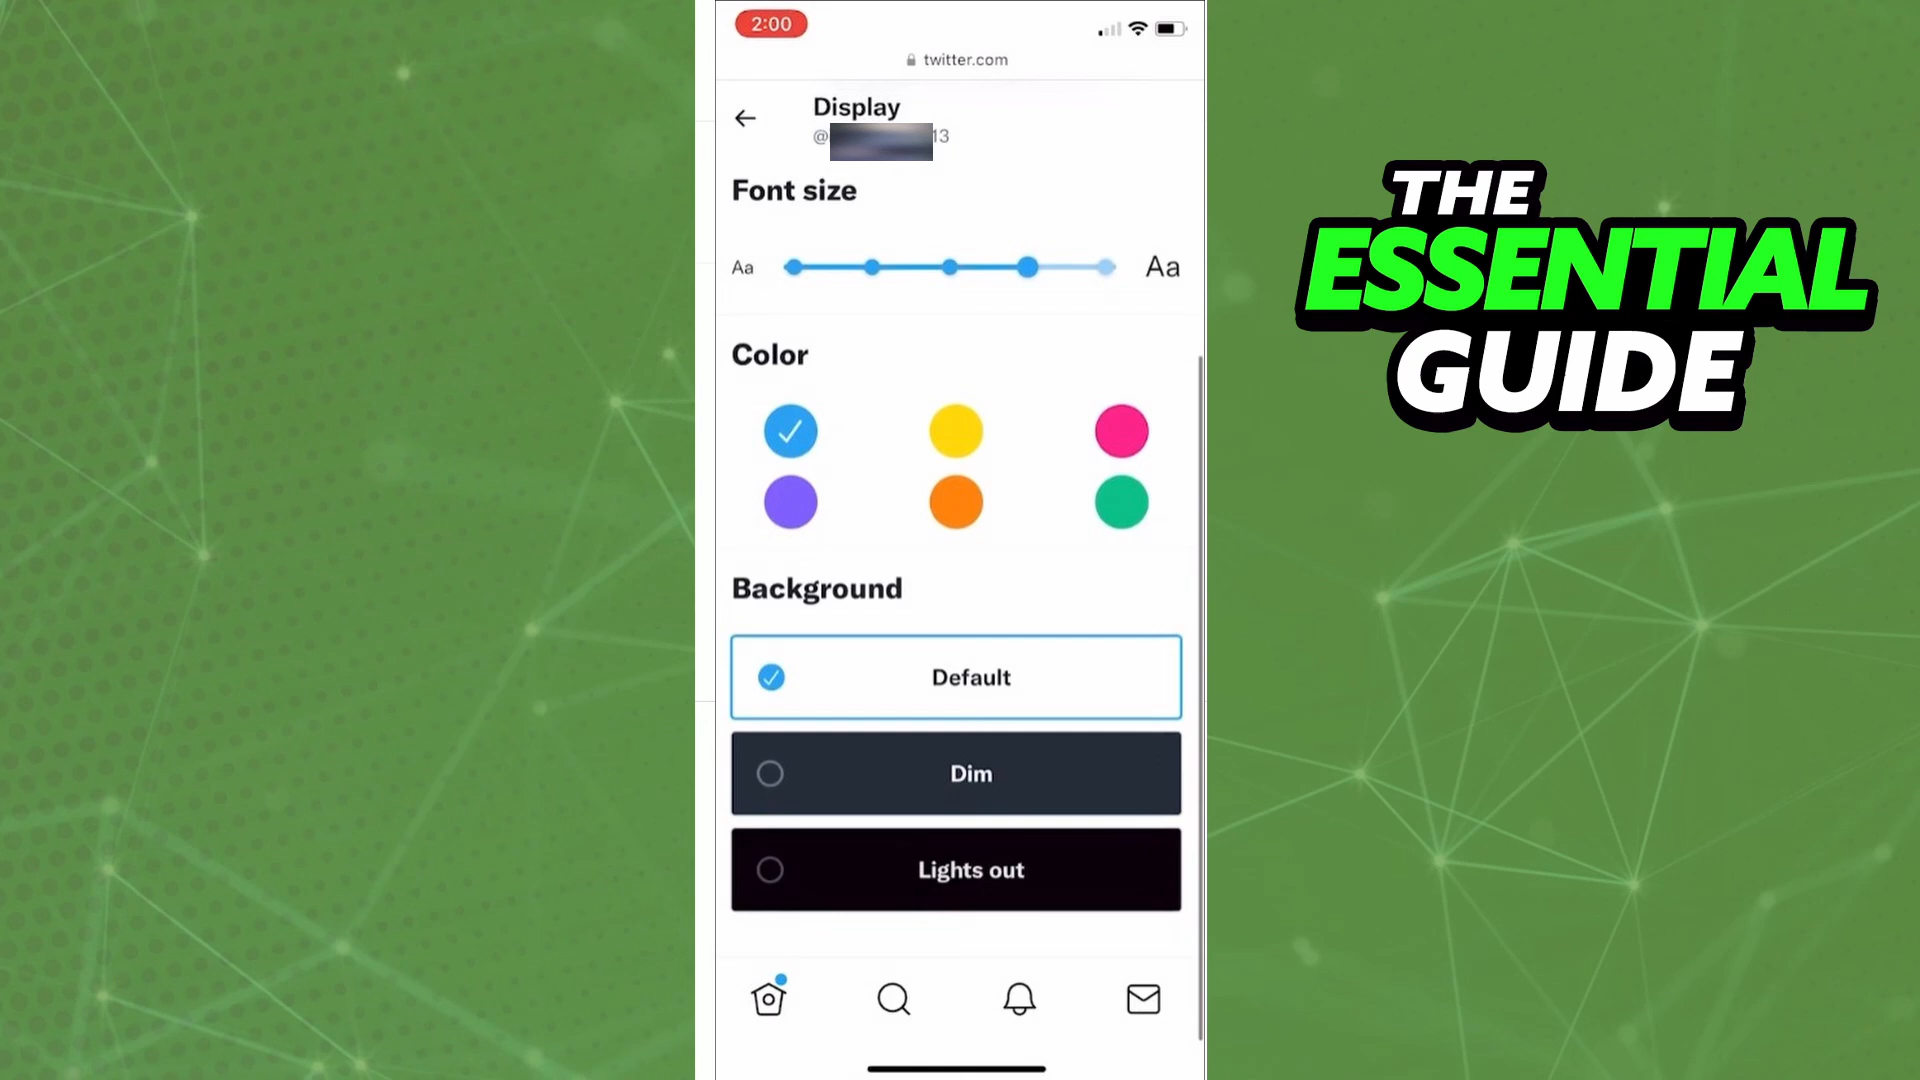 2:00
twitter.com
Display
@ 13
Font size
Aa Aa
Color
Background
Default
Dim
Lights out
THE
ESSENTIAL
GUIDE